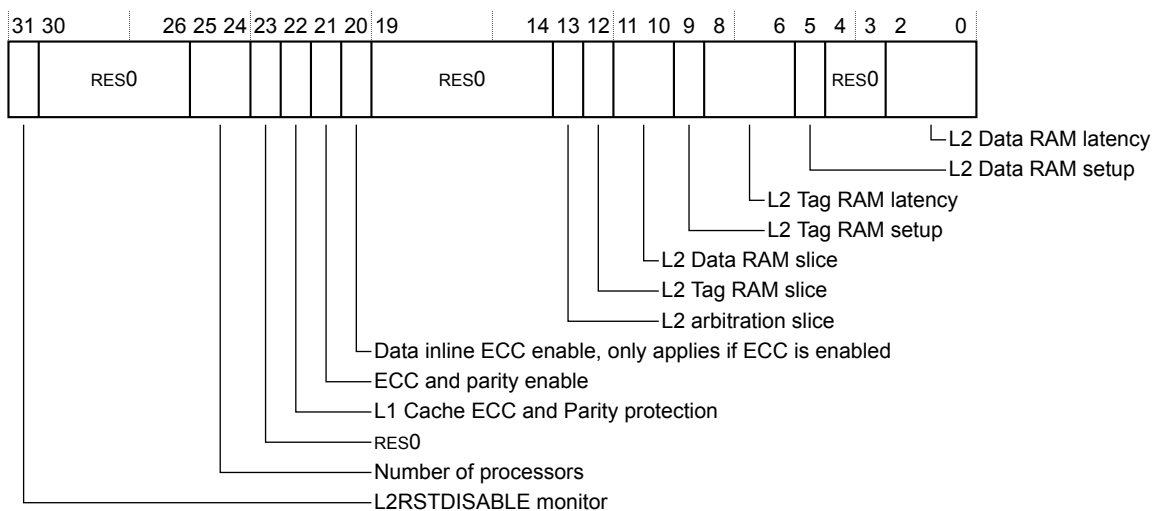 31 30 26 25 24 23 22 21 20 19 14 13 12 11 10 9 8 6 5 4 3 2 0
RES0 RES0 RES0
L2 Data RAM latency
L2 Data RAM setup
L2 Tag RAM latency
L2 Tag RAM setup
L2 Data RAM slice
L2 Tag RAM slice
L2 arbitration slice
Data inline ECC enable, only applies if ECC is enabled
ECC and parity enable
L1 Cache ECC and Parity protection
RES0
Number of processors
L2RSTDISABLE monitor